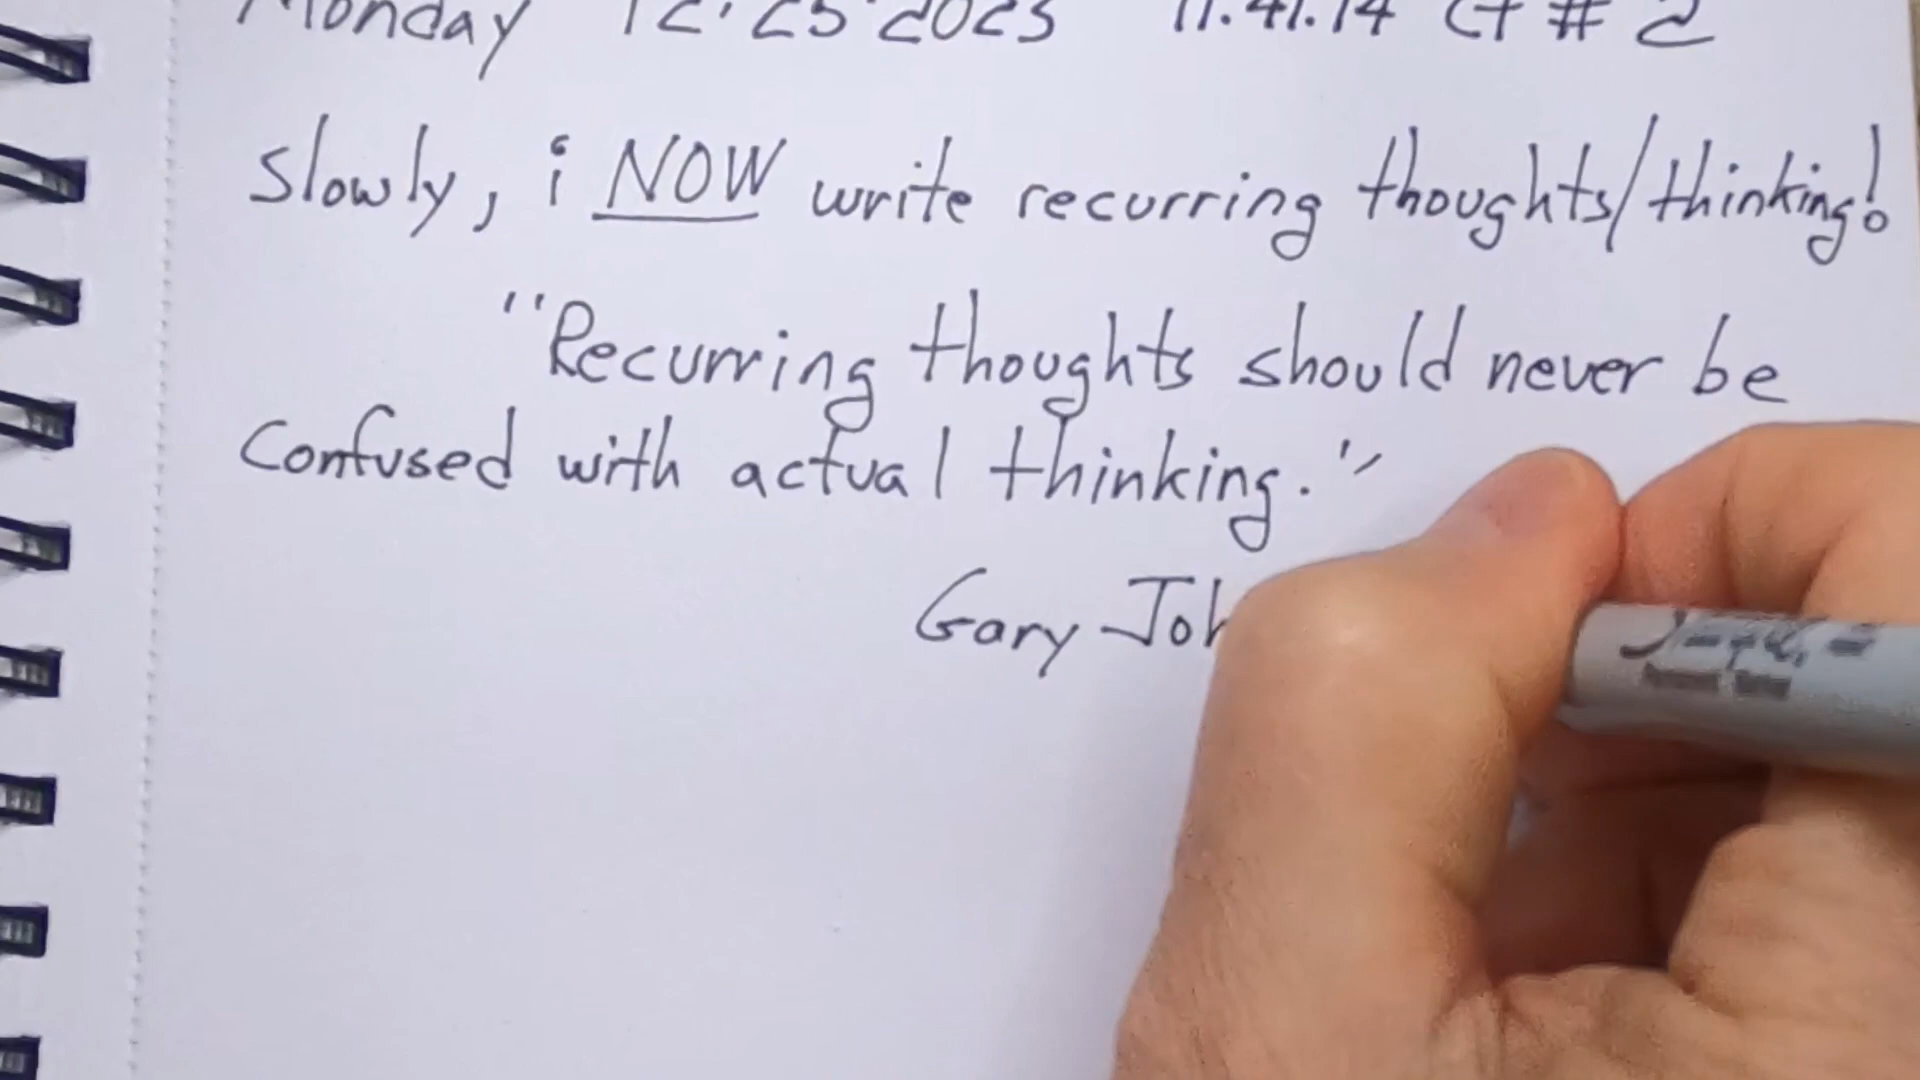 Monday 12.25.2023 11.41.14 CT # 2
Slowly, i NOW write recurring thoughts/thinking!
"Recurring thoughts should never be
confused with actual thinking."
Gary Joh